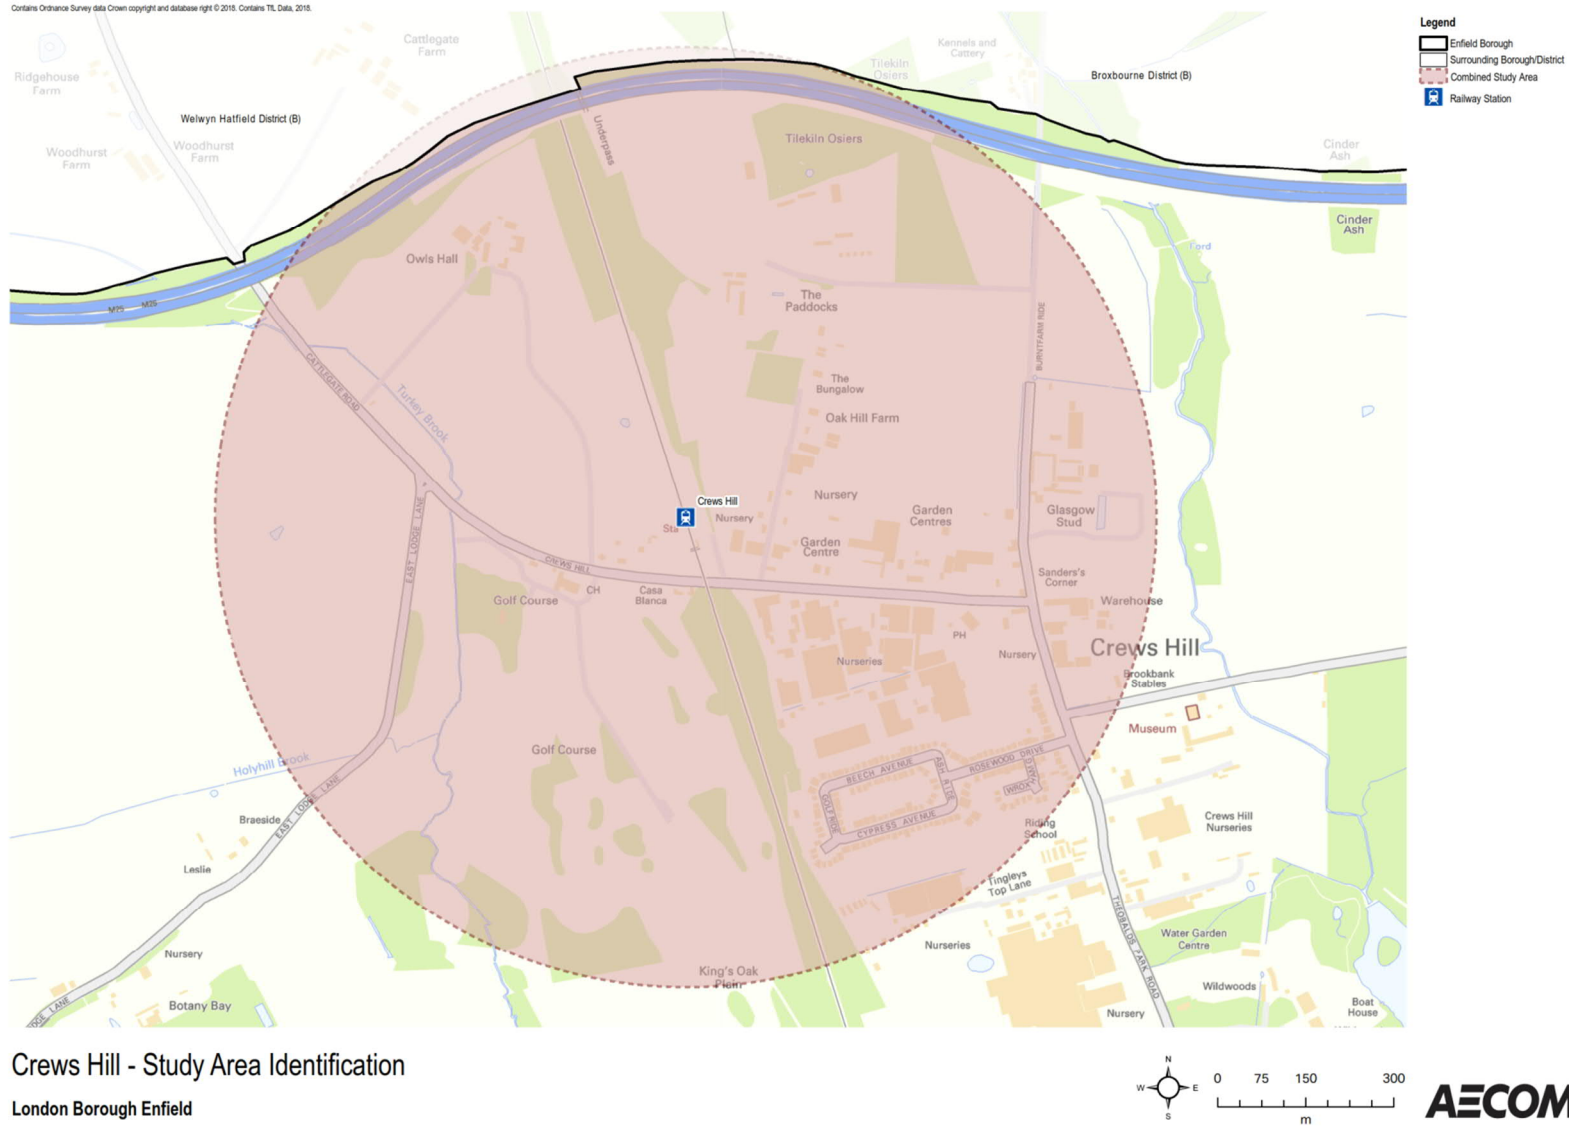 Contains Ordnance Survey data Crown copyright and database right © 2018. Contains TfL Data, 2018.
Legend
Enfield Borough
Surrounding Borough/District
Combined Study Area
Railway Station
Cattlegate
Farm
Kennels and
Cattery
Tilekiln
Osiers
Broxbourne District (B)
Ridgehouse
Farm
Welwyn Hatfield District (B)
Woodhurst
Farm
Woodhurst
Farm
Underpass
Tilekiln Osiers
Cinder
Ash
Cinder
Ash
Ford
Owls Hall
The
Paddocks
M25
M25
BURNTFARM RIDE
CATTLEGATE ROAD
Turkey Brook
The
Bungalow
Oak Hill Farm
Crews Hill
Sta
Nursery
Nursery
Garden
Centres
Glasgow
Stud
Garden
Centre
EAST LODGE LANE
CREWS HILL
CH
Casa
Blanca
Golf Course
Sanders's
Corner
Warehouse
PH
Nursery
Crews Hill
Nurseries
Brookbank
Stables
Museum
Golf Course
Holyhill Brook
EAST LODGE LANE
BEECH AVENUE
ASH RIDE
ROSEWOOD DRIVE
GOLF RIDE
CYPRESS AVENUE
Braeside
Riding
School
Crews Hill
Nurseries
Leslie
Tingleys
Top Lane
THEOBALDS PARK ROAD
Water Garden
Centre
Nurseries
Nursery
King's Oak
Plain
Wildwoods
Botany Bay
Nursery
Boat
House
LANE
Crews Hill - Study Area Identification
London Borough Enfield
N
W
E
S
0 75 150 300
m
AECOM